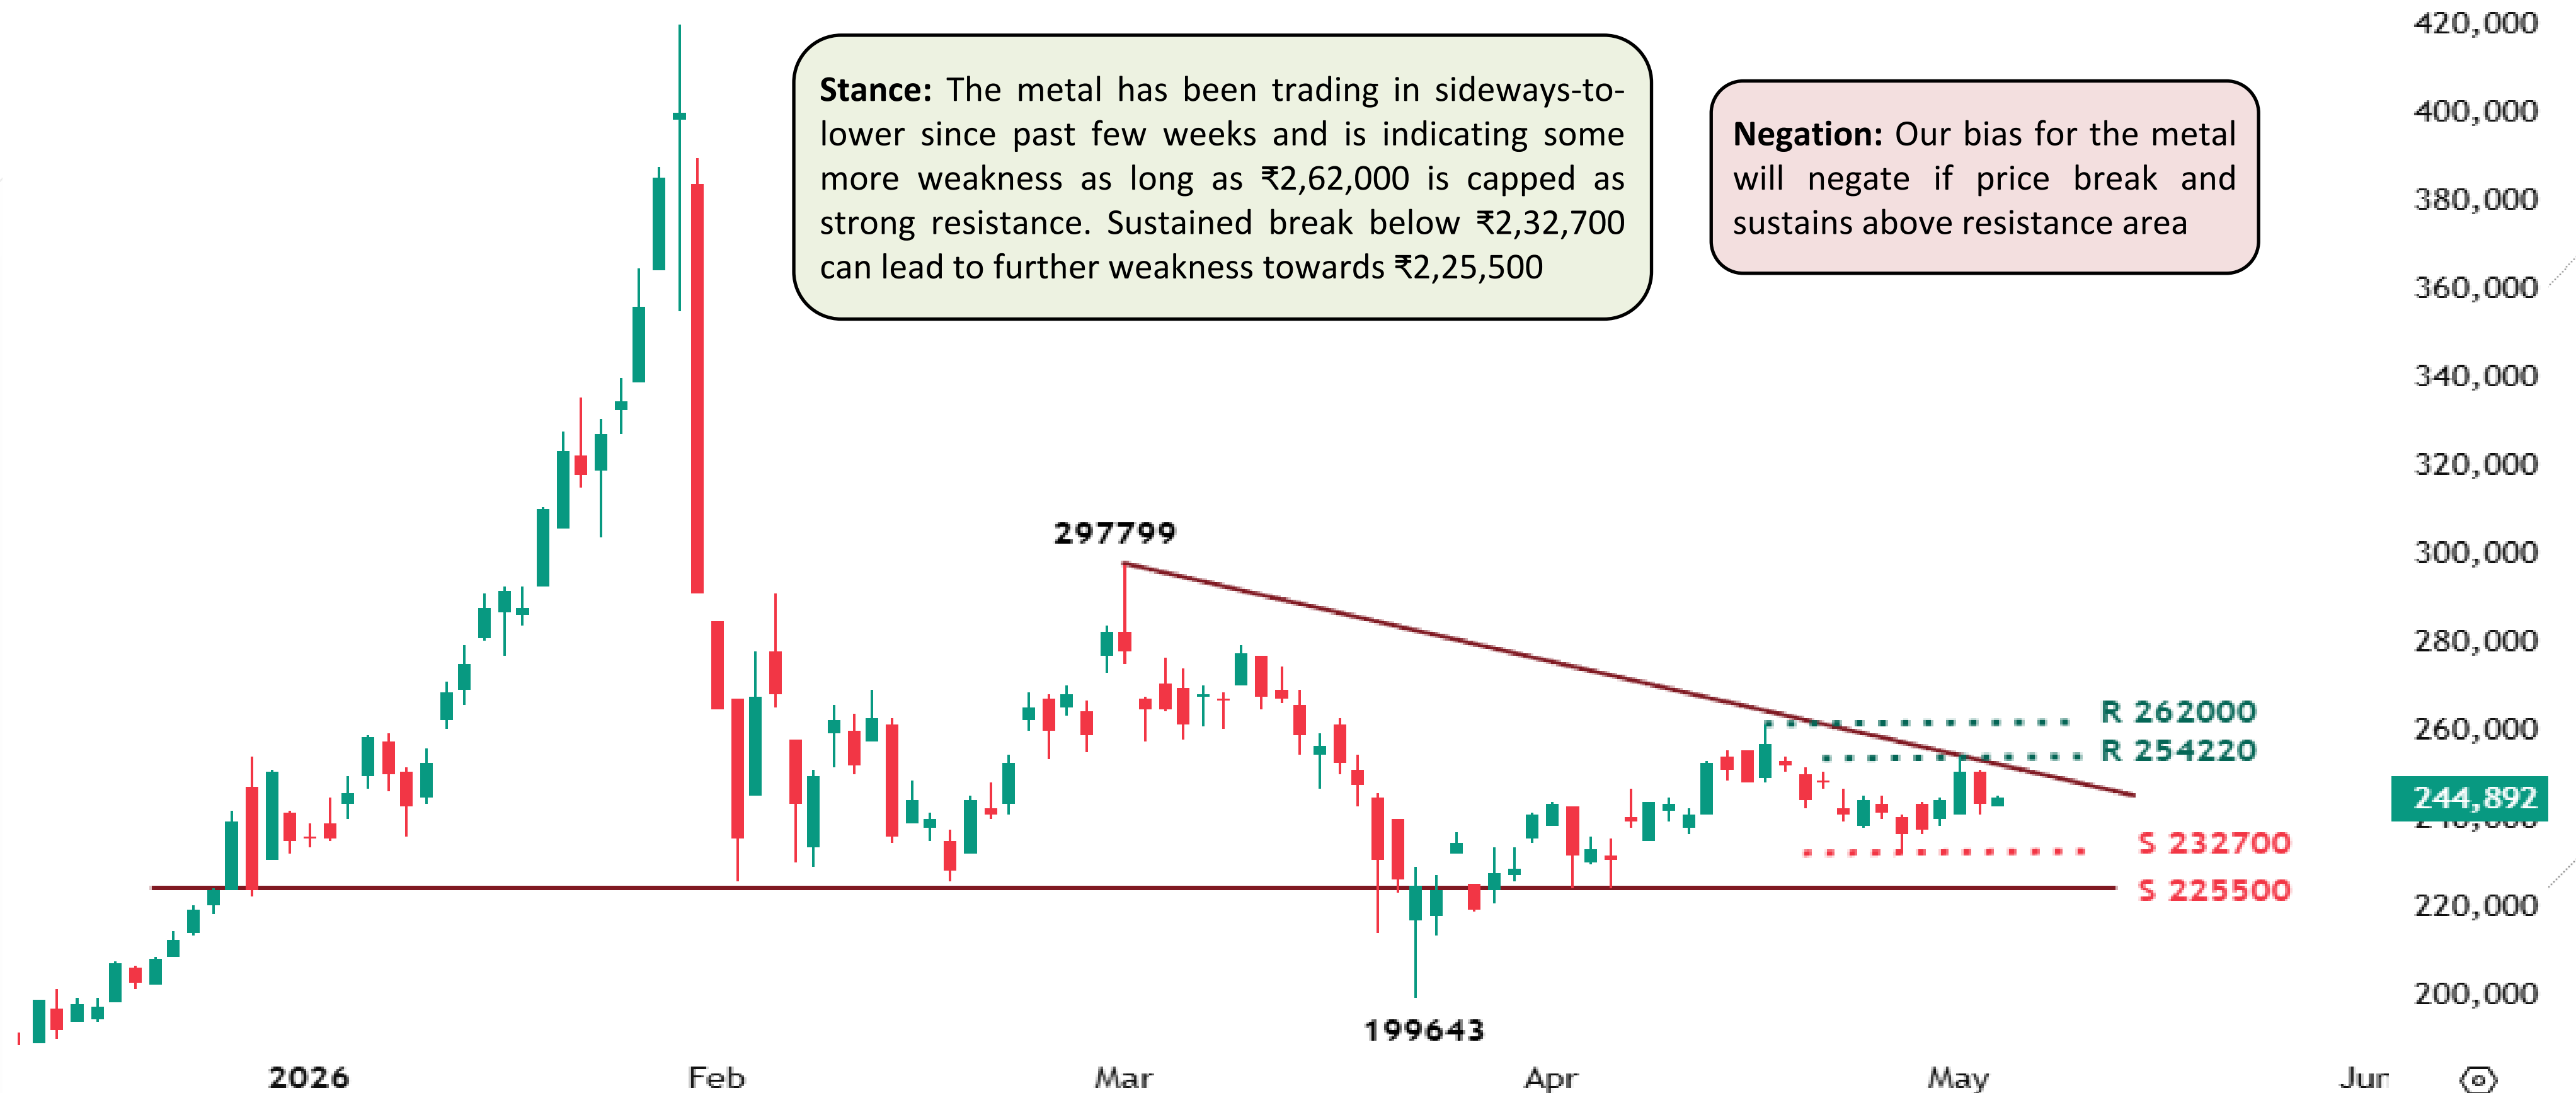 420,000
Stance: The metal has been trading in sideways-to-
lower since past few weeks and is indicating some
more weakness as long as ₹2,62,000 is capped as
strong resistance. Sustained break below ₹2,32,700
can lead to further weakness towards ₹2,25,500
Negation: Our bias for the metal
will negate if price break and
sustains above resistance area
400,000
380,000
360,000
340,000
320,000
300,000
280,000
260,000
244,892
240,000
220,000
200,000
297799
R 262000
R 254220
S 232700
S 225500
199643
2026
Feb
Mar
Apr
May